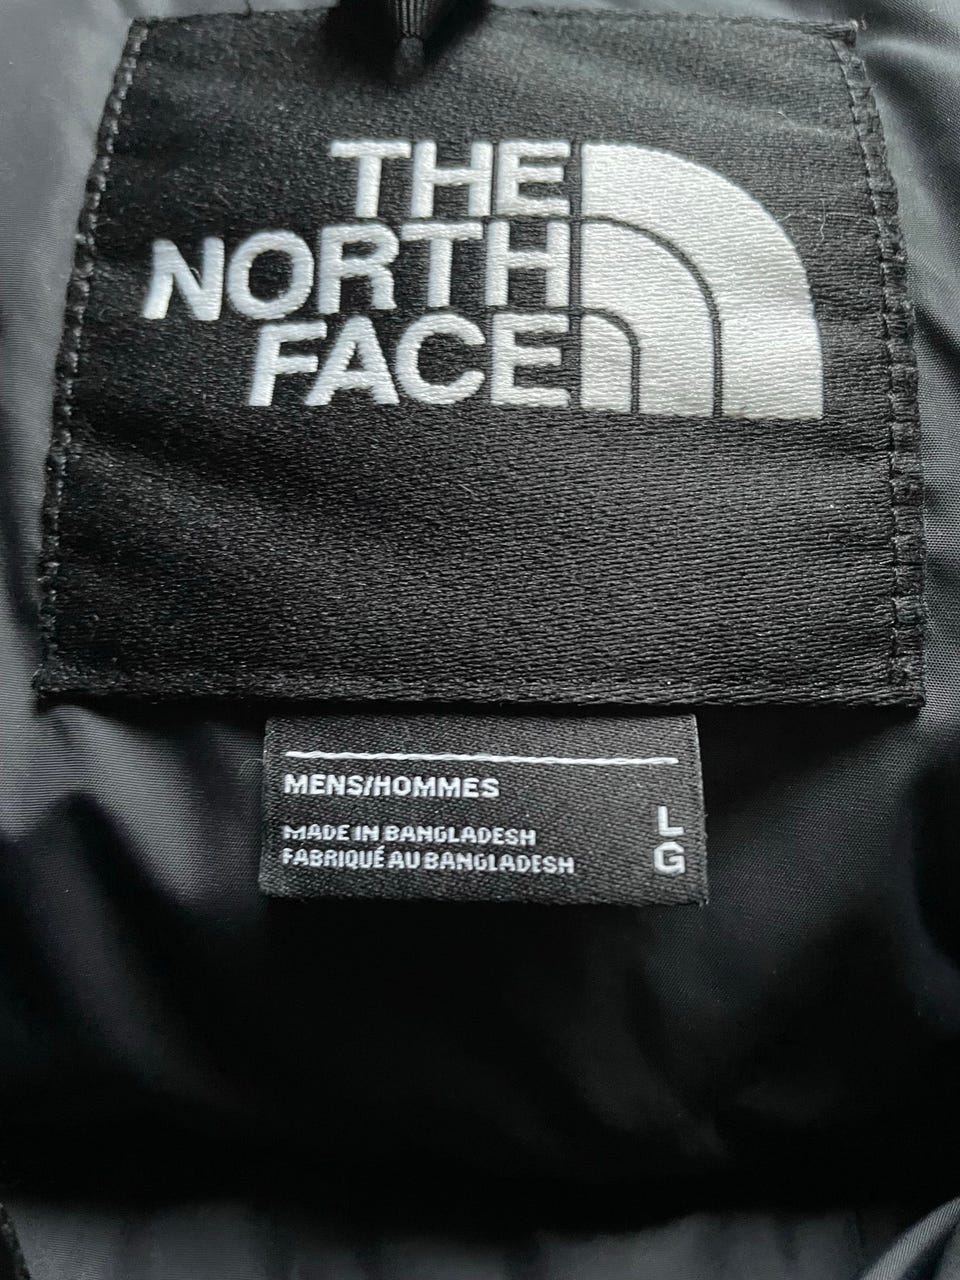 THE
NORTH
FACE
MENS/HOMMES
MADE IN BANGLADESH
FABRIQUÉ AU BANGLADESH
L
G